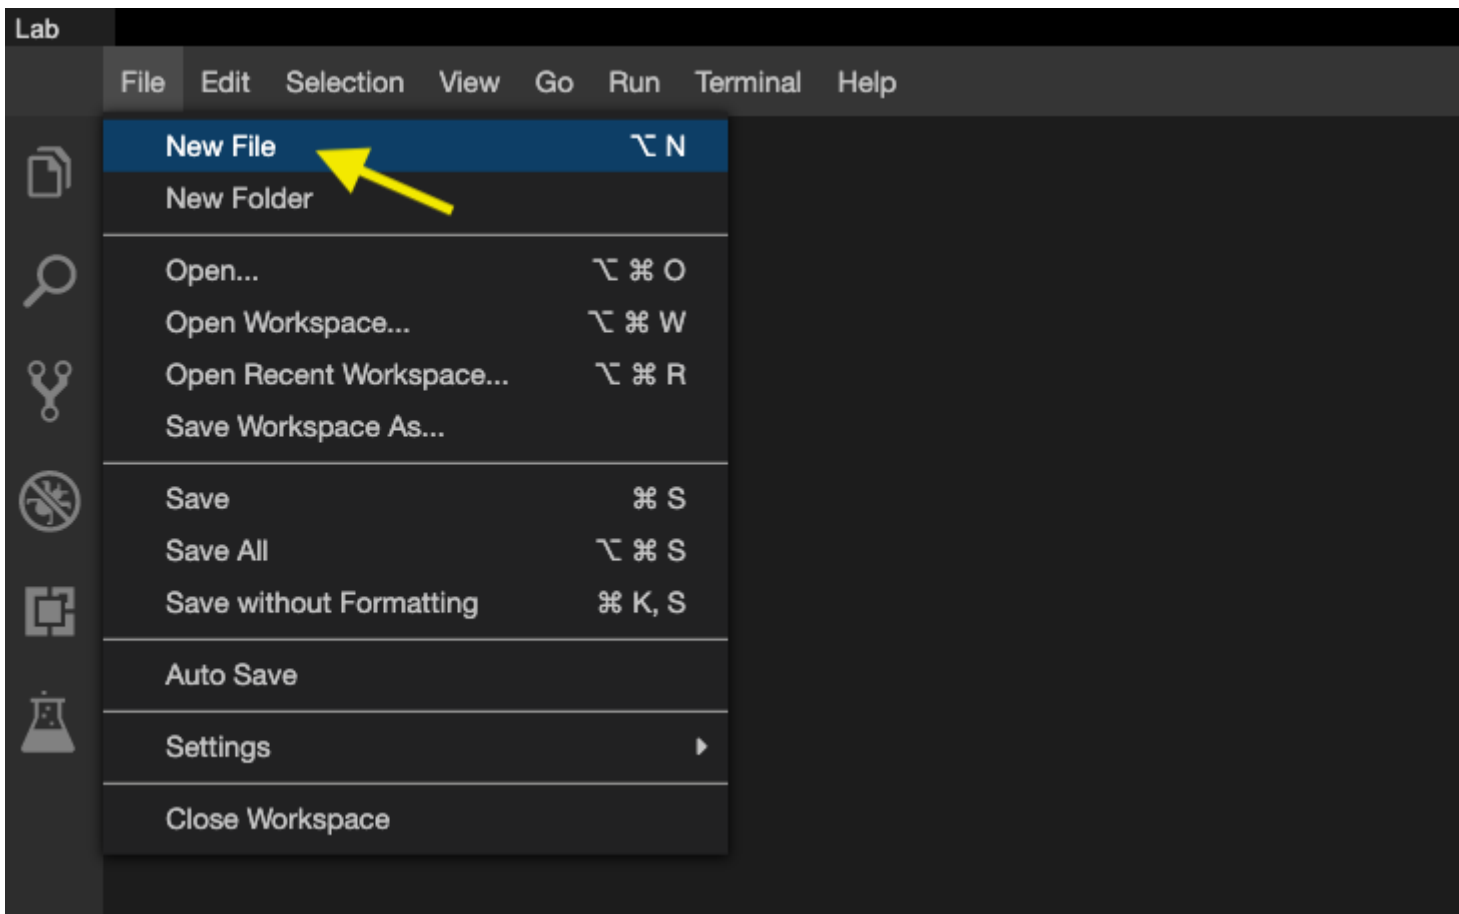 Lab
File Edit Selection View Go Run Terminal Help
New File ⌥ N
New Folder
Open... ⌥ ⌘ O
Open Workspace... ⌥ ⌘ W
Open Recent Workspace... ⌥ ⌘ R
Save Workspace As...
Save ⌘ S
Save All ⌥ ⌘ S
Save without Formatting ⌘ K, S
Auto Save
Settings
Close Workspace